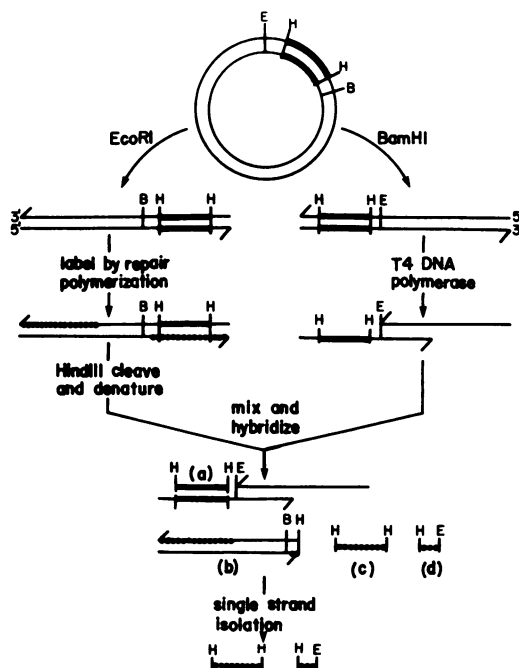 E
H
H
B
EcoRI
BamHI
B H H
H H E
3'
5'
5'
3'
label by repair
polymerization
T4 DNA
polymerase
B H H
H H E
HindIII cleave
and denature
mix and
hybridize
H (a) H E
B H
H H
H E
(b)
(c)
(d)
single strand
isolation
H H H E